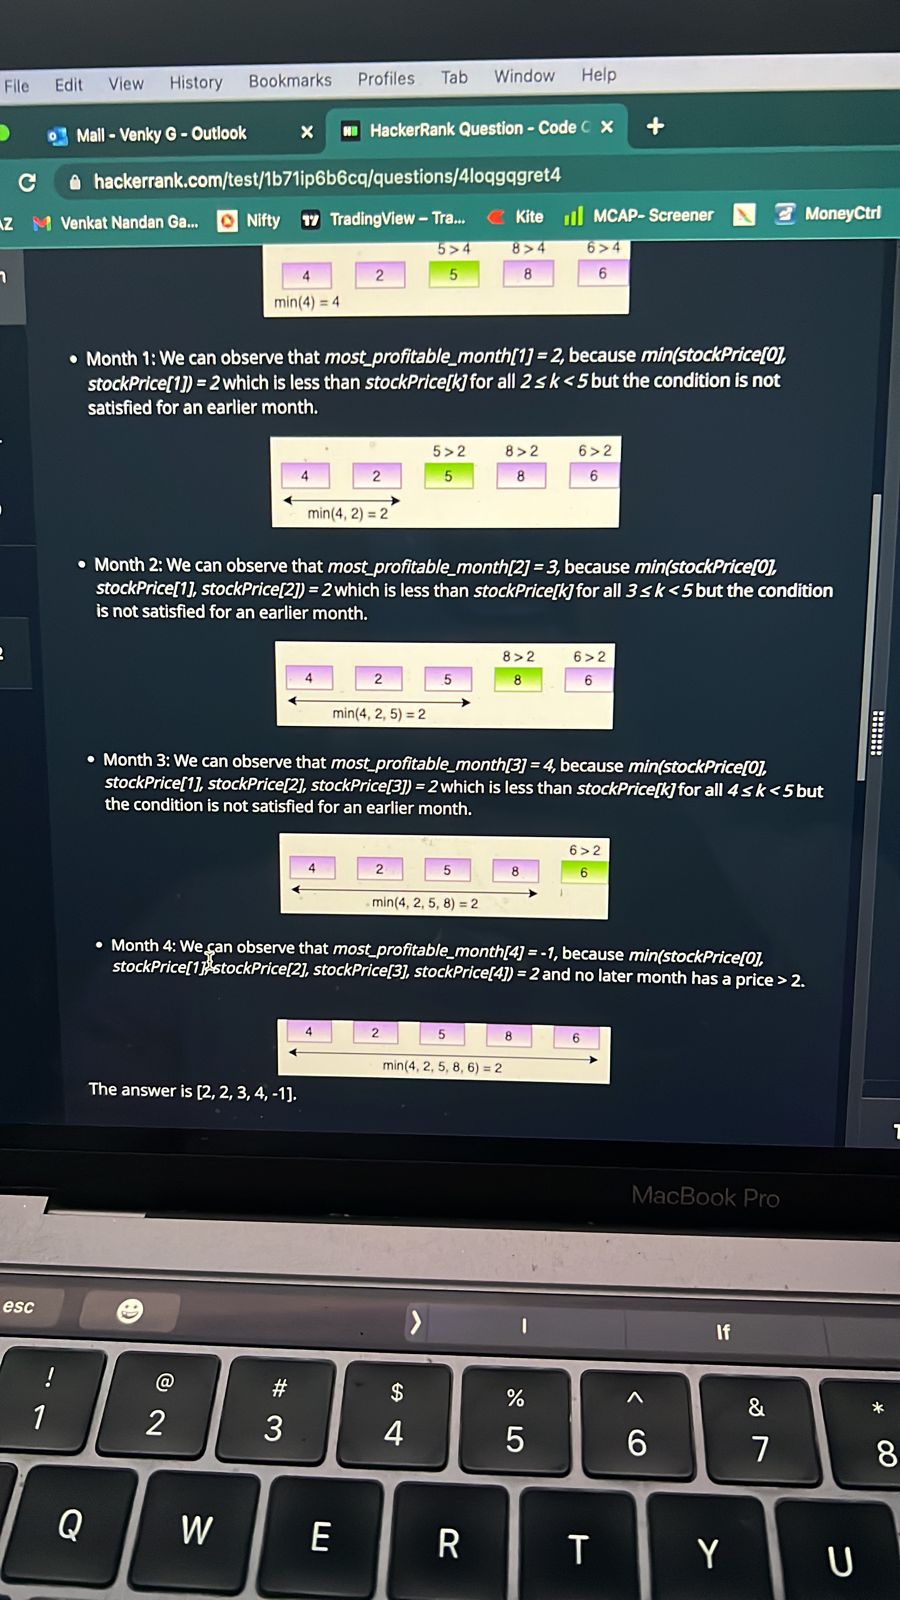 File Edit View History Bookmarks Profiles Tab Window Help
Mail - Venky G - Outlook × HackerRank Question - Code × +
hackerrank.com/test/1b71ip6b6cq/questions/4loqgqgret4
AZ Venkat Nandan Ga... Nifty TradingView – Tra... Kite MCAP- Screener MoneyCtrl
5 > 4 8 > 4 6 > 4
4 2 5 8 6
min(4) = 4
• Month 1: We can observe that most_profitable_month[1] = 2, because min(stockPrice[0],
stockPrice[1]) = 2 which is less than stockPrice[k] for all 2 ≤ k < 5 but the condition is not
satisfied for an earlier month.
5 > 2 8 > 2 6 > 2
4 2 5 8 6
min(4, 2) = 2
• Month 2: We can observe that most_profitable_month[2] = 3, because min(stockPrice[0],
stockPrice[1], stockPrice[2]) = 2 which is less than stockPrice[k] for all 3 ≤ k < 5 but the condition
is not satisfied for an earlier month.
8 > 2 6 > 2
4 2 5 8 6
min(4, 2, 5) = 2
• Month 3: We can observe that most_profitable_month[3] = 4, because min(stockPrice[0],
stockPrice[1], stockPrice[2], stockPrice[3]) = 2 which is less than stockPrice[k] for all 4 ≤ k < 5 but
the condition is not satisfied for an earlier month.
6 > 2
4 2 5 8 6
min(4, 2, 5, 8) = 2
• Month 4: We can observe that most_profitable_month[4] = -1, because min(stockPrice[0],
stockPrice[1], stockPrice[2], stockPrice[3], stockPrice[4]) = 2 and no later month has a price > 2.
4 2 5 8 6
min(4, 2, 5, 8, 6) = 2
The answer is [2, 2, 3, 4, -1].
MacBook Pro
esc I If
! @ # $ % ^ & *
1 2 3 4 5 6 7 8
Q W E R T Y U